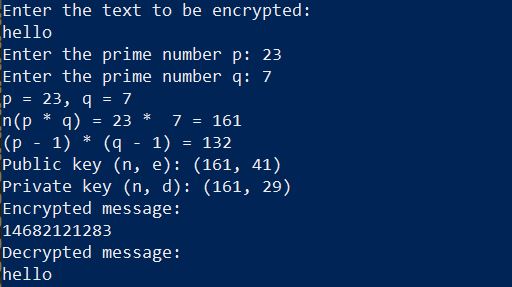 Enter the text to be encrypted:
hello
Enter the prime number p: 23
Enter the prime number q: 7
p = 23, q = 7
n(p * q) = 23 *  7 = 161
(p - 1) * (q - 1) = 132
Public key (n, e): (161, 41)
Private key (n, d): (161, 29)
Encrypted message:
14682121283
Decrypted message:
hello